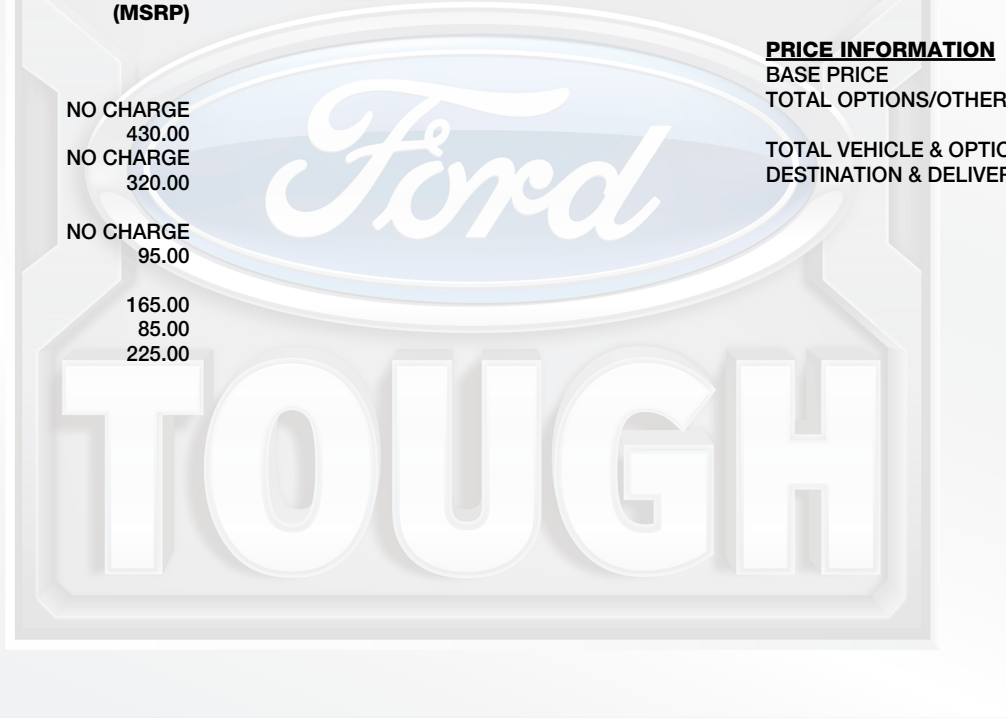 (MSRP)
NO CHARGE
430.00
NO CHARGE
320.00
NO CHARGE
95.00
165.00
85.00
225.00
PRICE INFORMATION
BASE PRICE
TOTAL OPTIONS/OTHER
TOTAL VEHICLE & OPTIO
DESTINATION & DELIVER
Ford
TOUGH